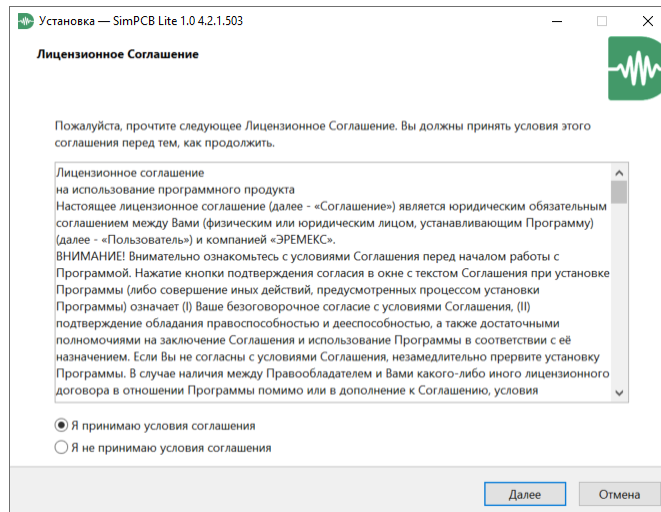 Установка — SimPCB Lite 1.0 4.2.1.503
Лицензионное Соглашение
Пожалуйста, прочтите следующее Лицензионное Соглашение. Вы должны принять условия этого
соглашения перед тем, как продолжить.
Лицензионное соглашение
на использование программного продукта
Настоящее лицензионное соглашение (далее - «Соглашение») является юридическим обязательным
соглашением между Вами (физическим или юридическим лицом, устанавливающим Программу)
(далее - «Пользователь») и компанией «ЭРЕМЕКС».
ВНИМАНИЕ! Внимательно ознакомьтесь с условиями Соглашения перед началом работы с
Программой. Нажатие кнопки подтверждения согласия в окне с текстом Соглашения при установке
Программы (либо совершение иных действий, предусмотренных процессом установки
Программы) означает (I) Ваше безоговорочное согласие с условиями Соглашения, (II)
подтверждение обладания правоспособностью и дееспособностью, а также достаточными
полномочиями на заключение Соглашения и использование Программы в соответствии с её
назначением. Если Вы не согласны с условиями Соглашения, незамедлительно прервите установку
Программы. В случае наличия между Правообладателем и Вами какого-либо иного лицензионного
договора в отношении Программы помимо или в дополнение к Соглашению, условия
Я принимаю условия соглашения
Я не принимаю условия соглашения
Далее
Отмена